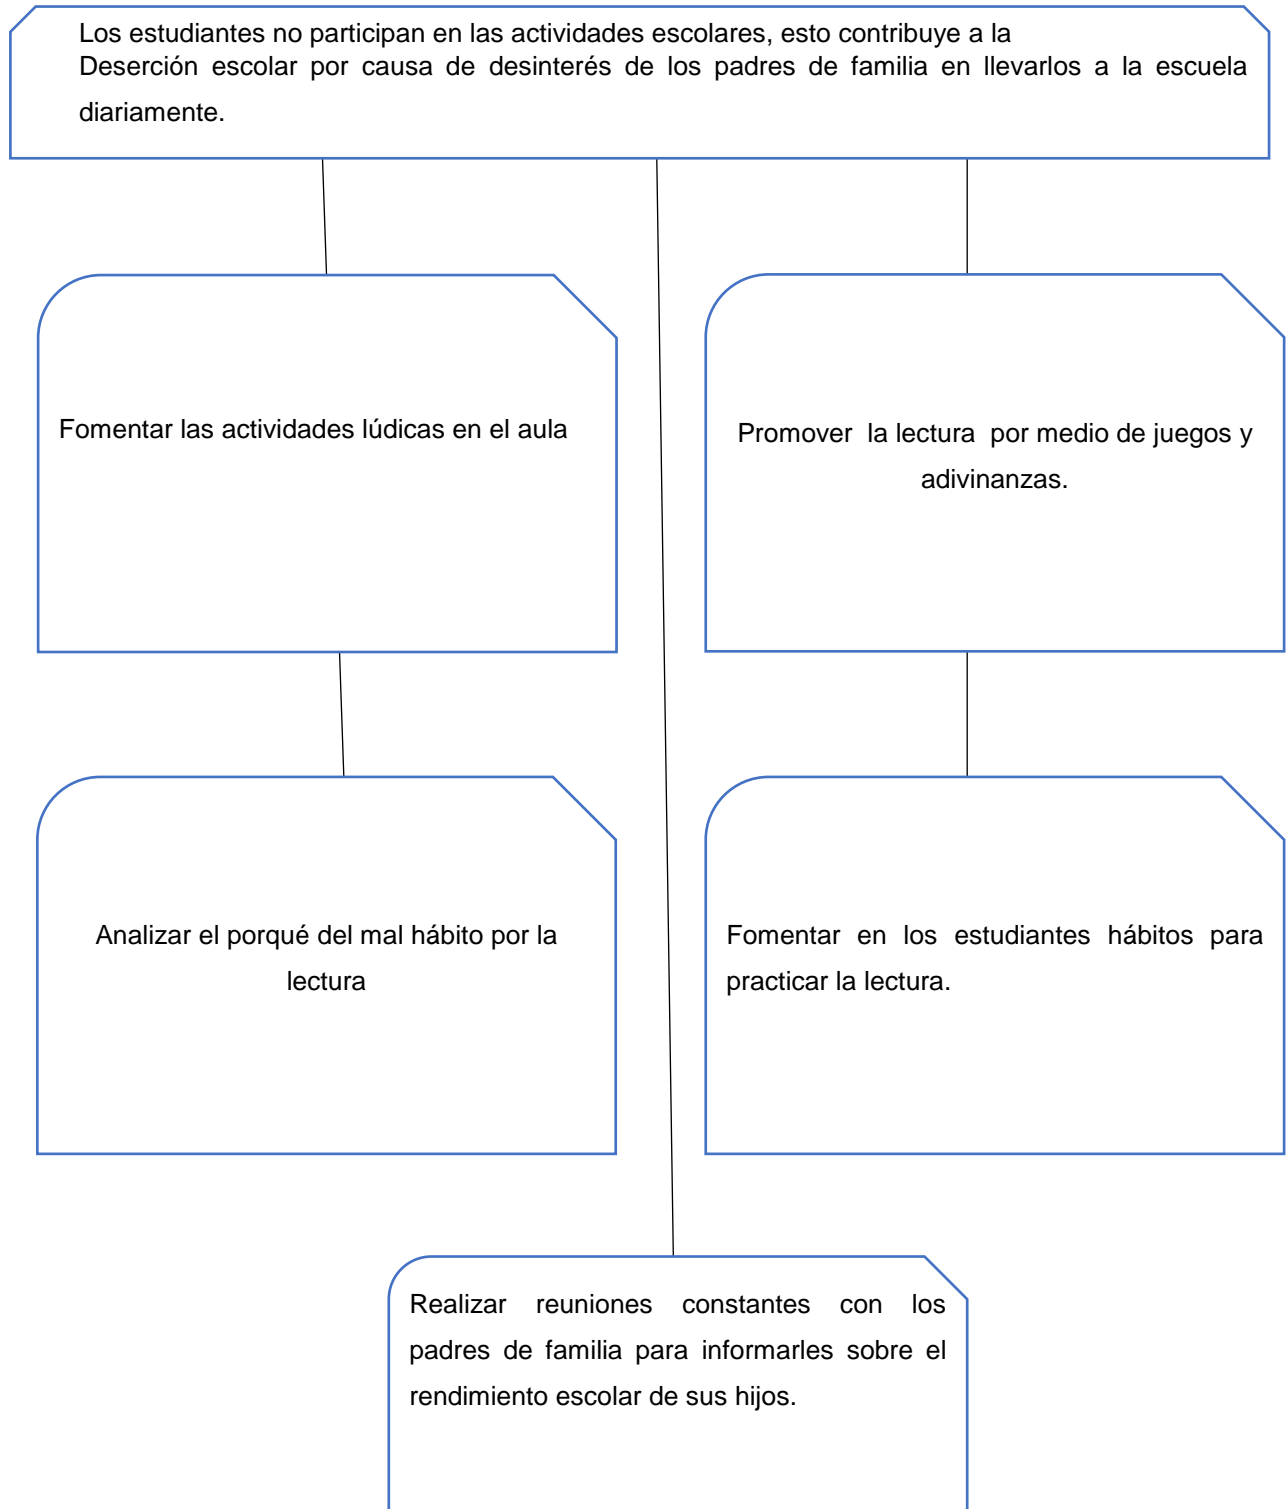 Los estudiantes no participan en las actividades escolares, esto contribuye a la
Deserción escolar por causa de desinterés de los padres de familia en llevarlos a la escuela
diariamente.
Fomentar las actividades lúdicas en el aula
Promover la lectura por medio de juegos y
adivinanzas.
Analizar el porqué del mal hábito por la
lectura
Fomentar en los estudiantes hábitos para
practicar la lectura.
Realizar reuniones constantes con los
padres de familia para informarles sobre el
rendimiento escolar de sus hijos.